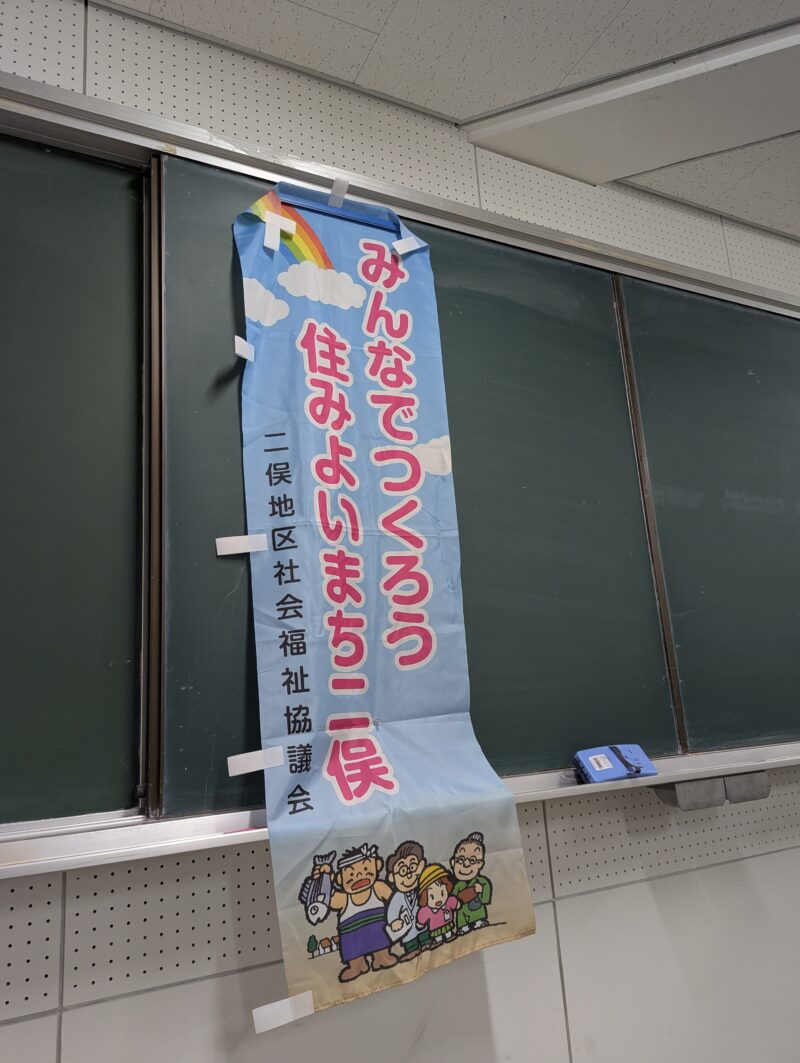 みんなでつくろう
住みよいまち二俣
二俣地区社会福祉協議会